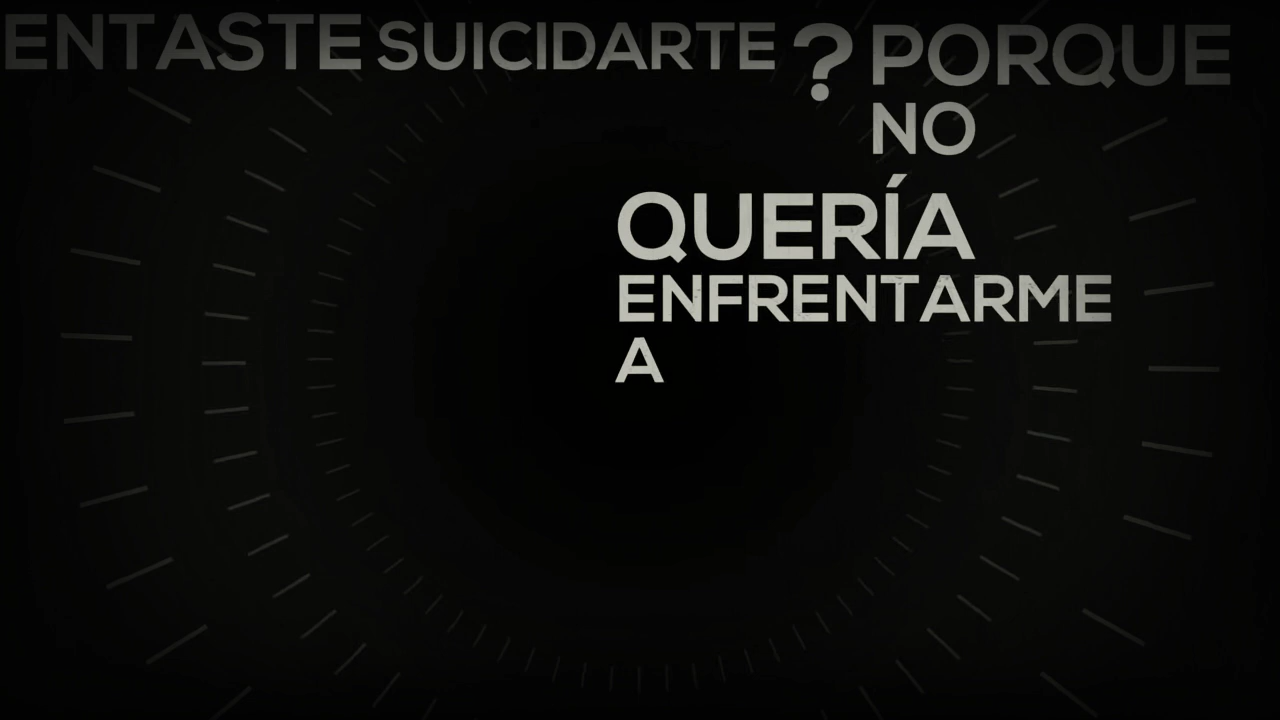 ENTASTE SUICIDARTE ? PORQUE
NO
QUERÍA
ENFRENTARME
A